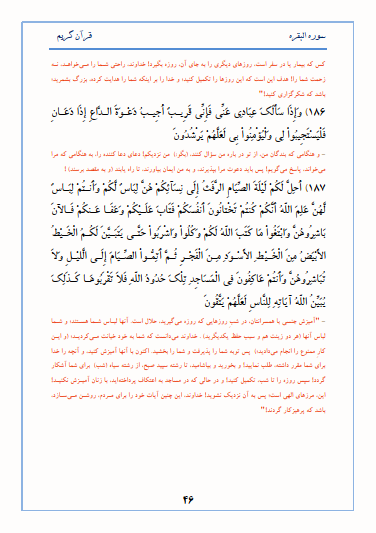 سوره البقره
قرآن کریم
کس که بیمار یا در سفر است، روزهای دیگری را به جای آن، روزه بگیرد! خداوند، راحتی شما را می‌خواهد، نه
زحمت شما را! هدف این است که این روزها را تکمیل کنید؛ و خدا را بر اینکه شما را هدایت کرده، بزرگ بشمرید؛
باشد که شکرگزاری کنید!"
﴿۱۸۶﴾ وَإِذَا سَأَلَكَ عِبَادِي عَنِّي فَإِنِّي قَرِيبٌ أُجِيبُ دَعْوَةَ الدَّاعِ إِذَا دَعَانِ
فَلْيَسْتَجِيبُواْ لِي وَلْيُؤْمِنُواْ بِي لَعَلَّهُمْ يَرْشُدُونَ
- و هنگامی که بندگان من، از تو در باره من سؤال کنند، (بگو:) من نزدیکم! دعای دعا کننده را، به هنگامی که مرا
می‌خواند، پاسخ می‌گویم! پس باید دعوت مرا بپذیرند، و به من ایمان بیاورند، تا راه یابند (و به مقصد برسند)!
﴿۱۸۷﴾ أُحِلَّ لَكُمْ لَيْلَةَ الصِّيَامِ الرَّفَثُ إِلَى نِسَآئِكُمْ هُنَّ لِبَاسٌ لَّكُمْ وَأَنتُمْ لِبَاسٌ
لَّهُنَّ عَلِمَ اللّهُ أَنَّكُمْ كُنتُمْ تَخْتانُونَ أَنفُسَكُمْ فَتَابَ عَلَيْكُمْ وَعَفَا عَنكُمْ فَالآنَ
بَاشِرُوهُنَّ وَابْتَغُواْ مَا كَتَبَ اللّهُ لَكُمْ وَكُلُواْ وَاشْرَبُواْ حَتَّى يَتَبَيَّنَ لَكُمُ الْخَيْطُ
الأَبْيَضُ مِنَ الْخَيْطِ الأَسْوَدِ مِنَ الْفَجْرِ ثُمَّ أَتِمُّواْ الصِّيَامَ إِلَى اللَّيْلِ وَلاَ
تُبَاشِرُوهُنَّ وَأَنتُمْ عَاكِفُونَ فِي الْمَسَاجِدِ تِلْكَ حُدُودُ اللّهِ فَلاَ تَقْرَبُوهَا كَذَلِكَ
يُبَيِّنُ اللّهُ آيَاتِهِ لِلنَّاسِ لَعَلَّهُمْ يَتَّقُونَ
- "آمیزش جنسی با همسرانتان، در شب روزهایی که روزه می‌گیرید، حلال است. آنها لباس شما هستند؛ و شما
لباس آنها (هر دو زینت هم و سبب حفظ یکدیگرید). خداوند می‌دانست که شما به خود خیانت می‌کردید؛ (و این
کار ممنوع را انجام می‌دادید؛) پس توبه شما را پذیرفت و شما را بخشید. اکنون با آنها آمیزش کنید، و آنچه را خدا
برای شما مقرر داشته، طلب نمایید! و بخورید و بیاشامید، تا رشته سپید صبح، از رشته سیاه (شب) برای شما آشکار
گردد! سپس روزه را تا شب، تکمیل کنید! و در حالی که در مساجد به اعتکاف پرداخته‌اید، با زنان آمیزش نکنید!
این، مرزهای الهی است؛ پس به آن نزدیک نشوید! خداوند، این چنین آیات خود را برای مردم، روشن می‌سازد،
باشد که پرهیزکار گردند!"
۴۶